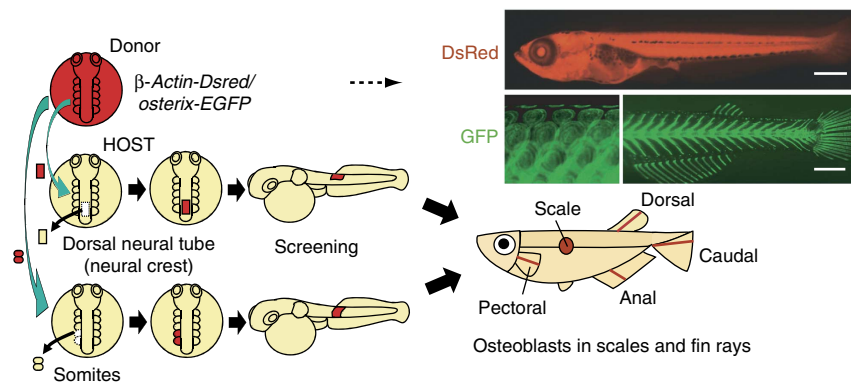 Donor
β-Actin-Dsred/
osterix-EGFP
DsRed
GFP
HOST
Dorsal neural tube
(neural crest)
Screening
Somites
Scale
Dorsal
Caudal
Pectoral
Anal
Osteoblasts in scales and fin rays